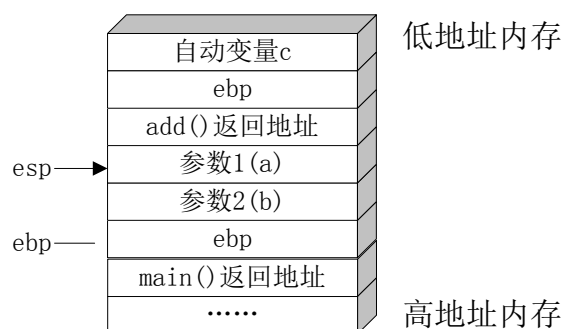 低地址内存
自动变量c
ebp
add()返回地址
esp
参数1(a)
参数2(b)
ebp
ebp
main()返回地址
……
高地址内存